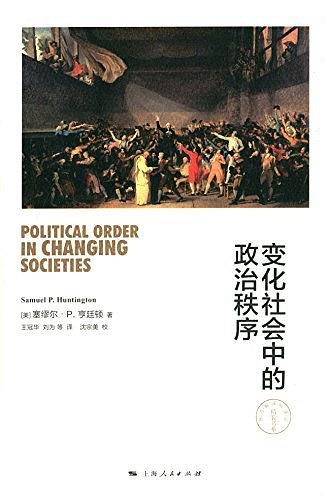 POLITICAL ORDER
IN CHANGING
SOCIETIES
Samuel P. Huntington
[美] 塞缪尔·P. 亨廷顿 著
王冠华 刘为 等 译 沈宗美 校
变化社会中的
政治秩序
上海人民出版社